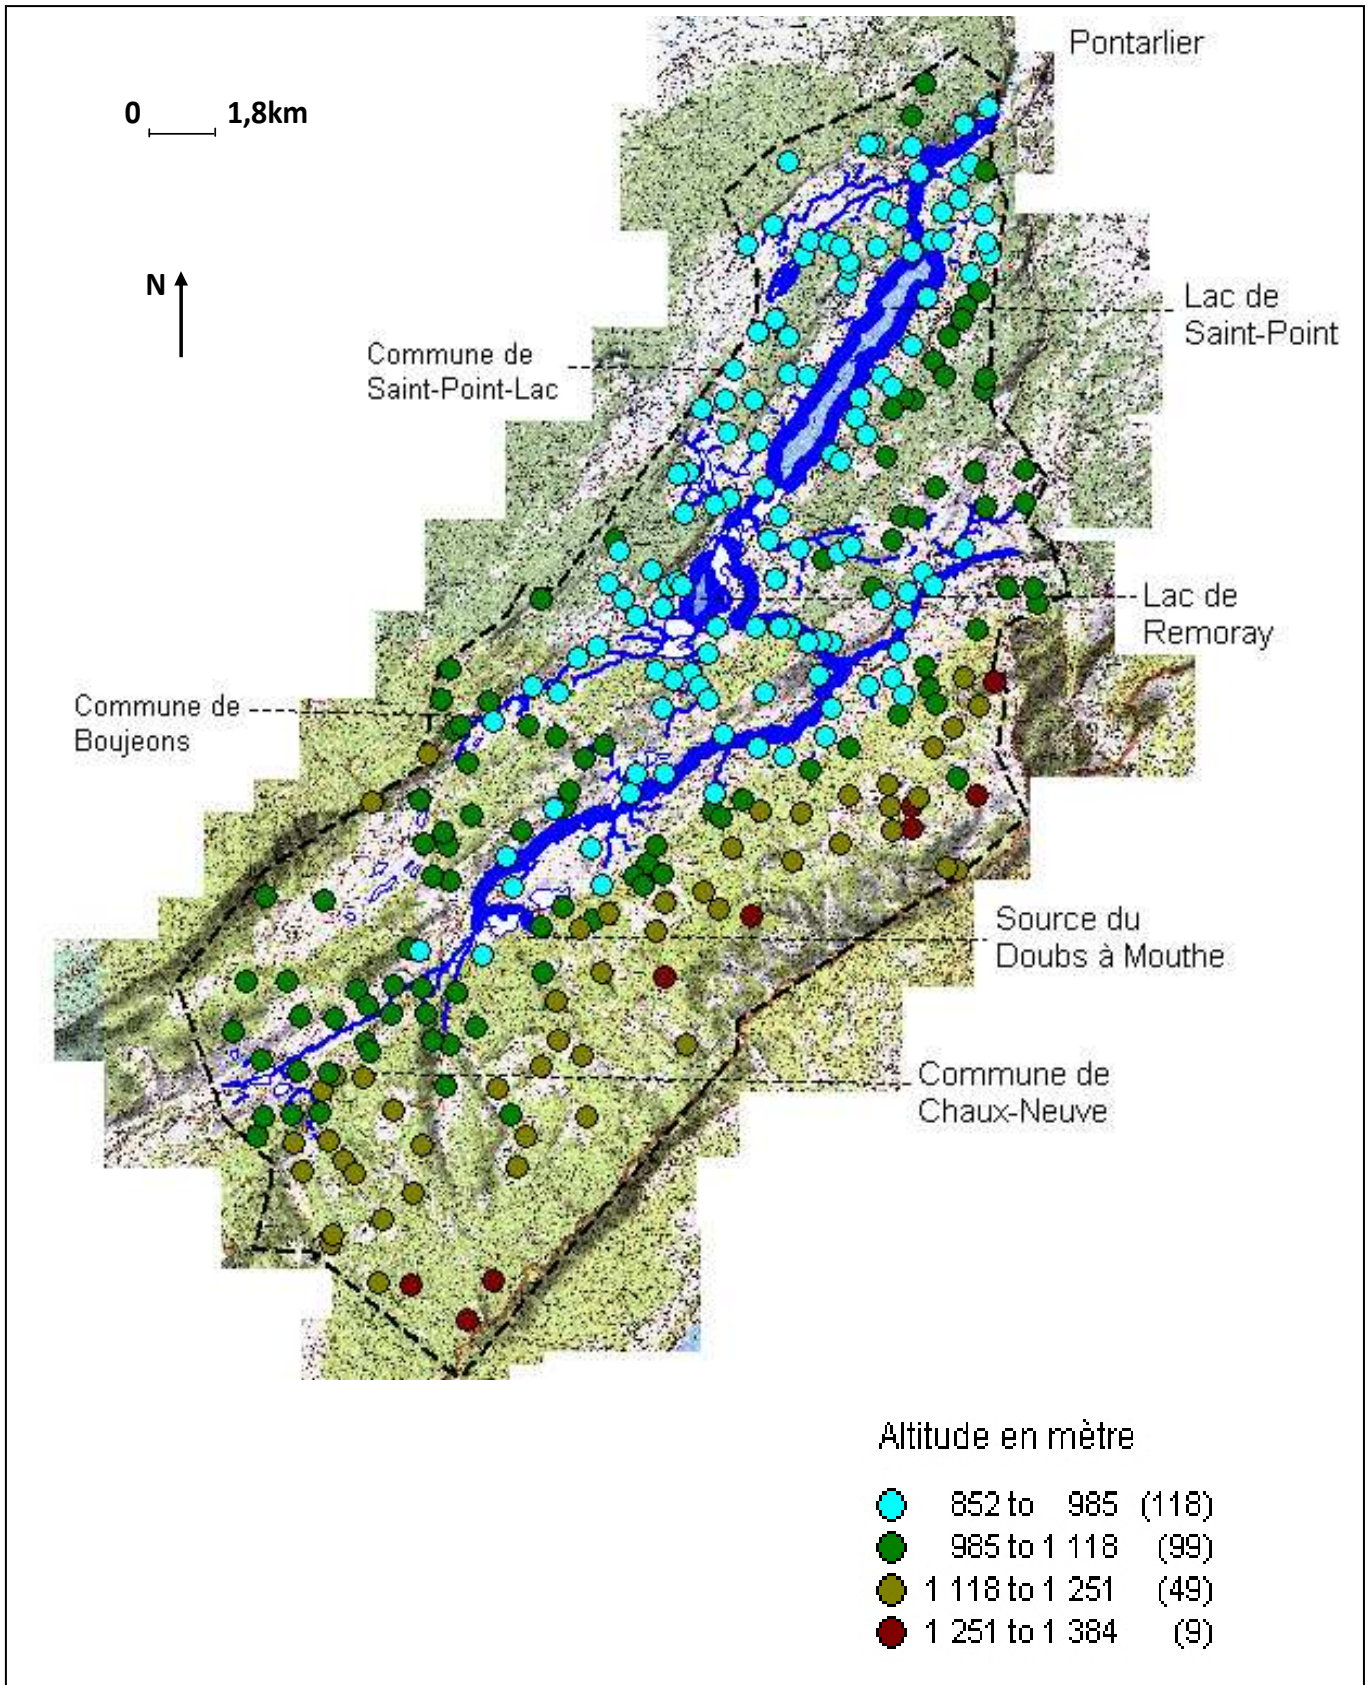 Pontarlier
0 1,8km
N
Lac de
Saint-Point
Commune de
Saint-Point-Lac
Lac de
Remoray
Commune de
Boujeons
Source du
Doubs à Mouthe
Commune de
Chaux-Neuve
Altitude en mètre
852 to 985 (118)
985 to 1 118 (99)
1 118 to 1 251 (49)
1 251 to 1 384 (9)